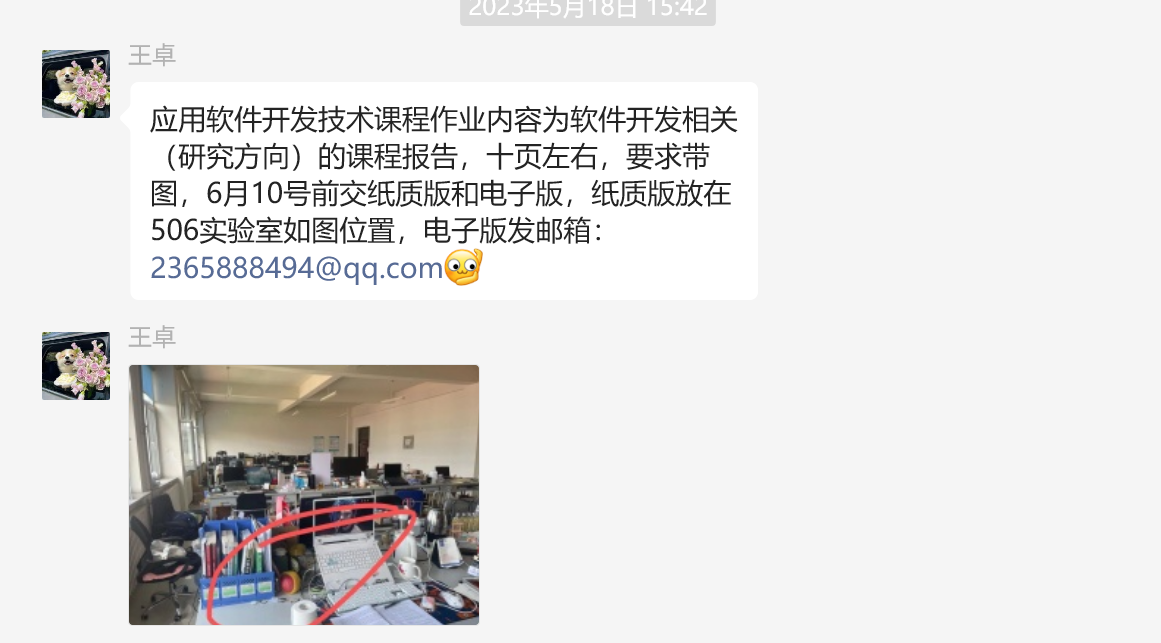 2023年5月18日 15:42
王卓
应用软件开发技术课程作业内容为软件开发相关
（研究方向）的课程报告，十页左右，要求带
图，6月10号前交纸质版和电子版，纸质版放在
506实验室如图位置，电子版发邮箱：
2365888494@qq.com
王卓